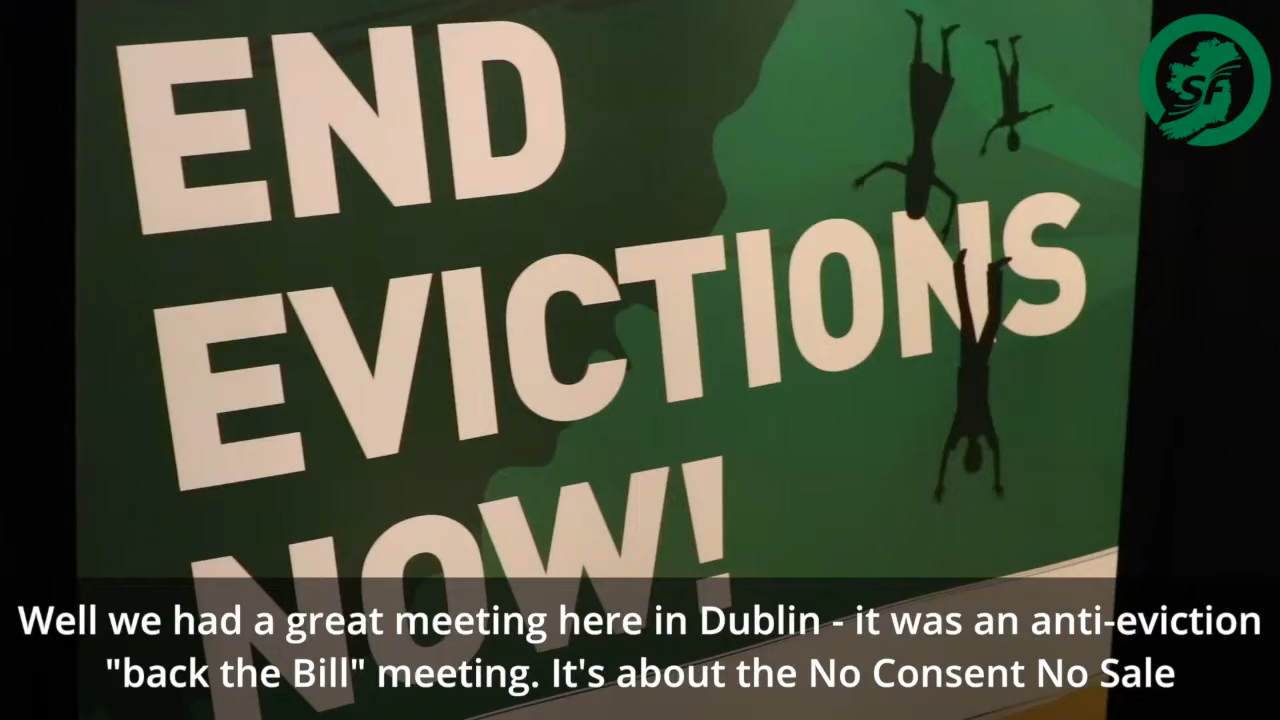 SF
END
EVICTIONS
NOW!
Well we had a great meeting here in Dublin - it was an anti-eviction
"back the Bill" meeting. It's about the No Consent No Sale